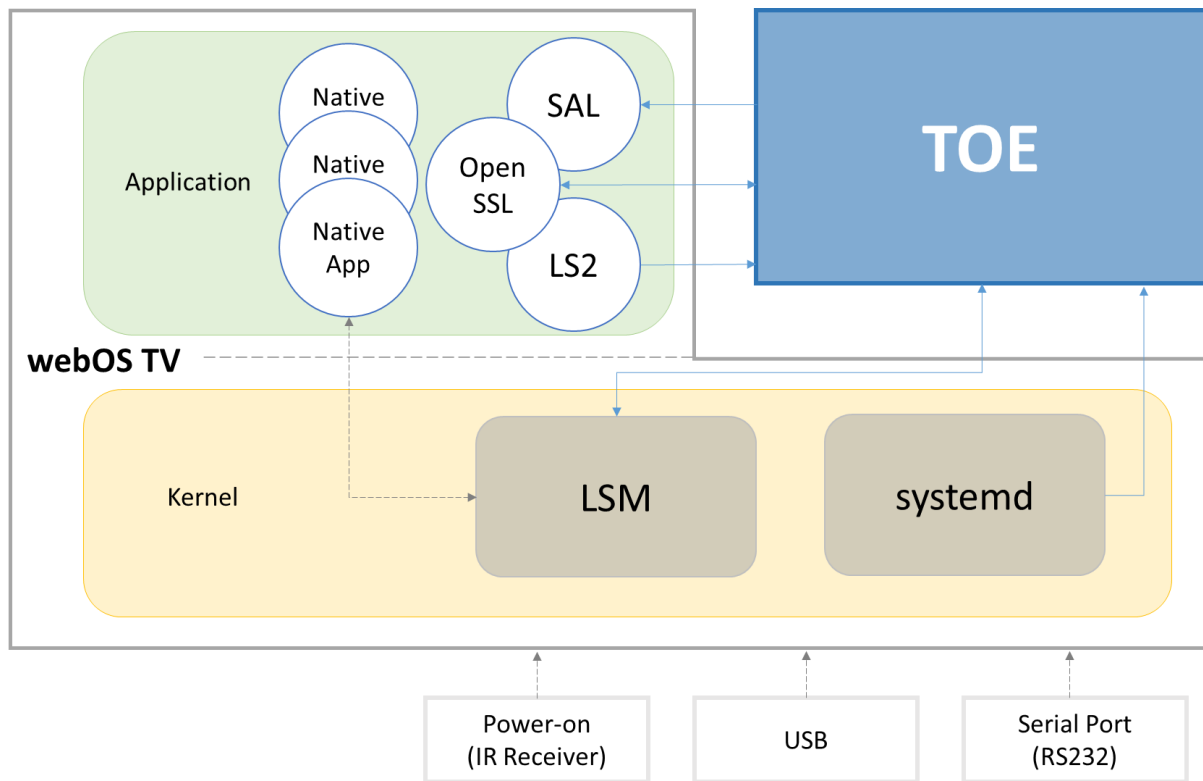 Native
Native
Native
App
Application
SAL
Open
SSL
LS2
TOE
webOS TV
Kernel
LSM
systemd
Power-on
(IR Receiver)
USB
Serial Port
(RS232)